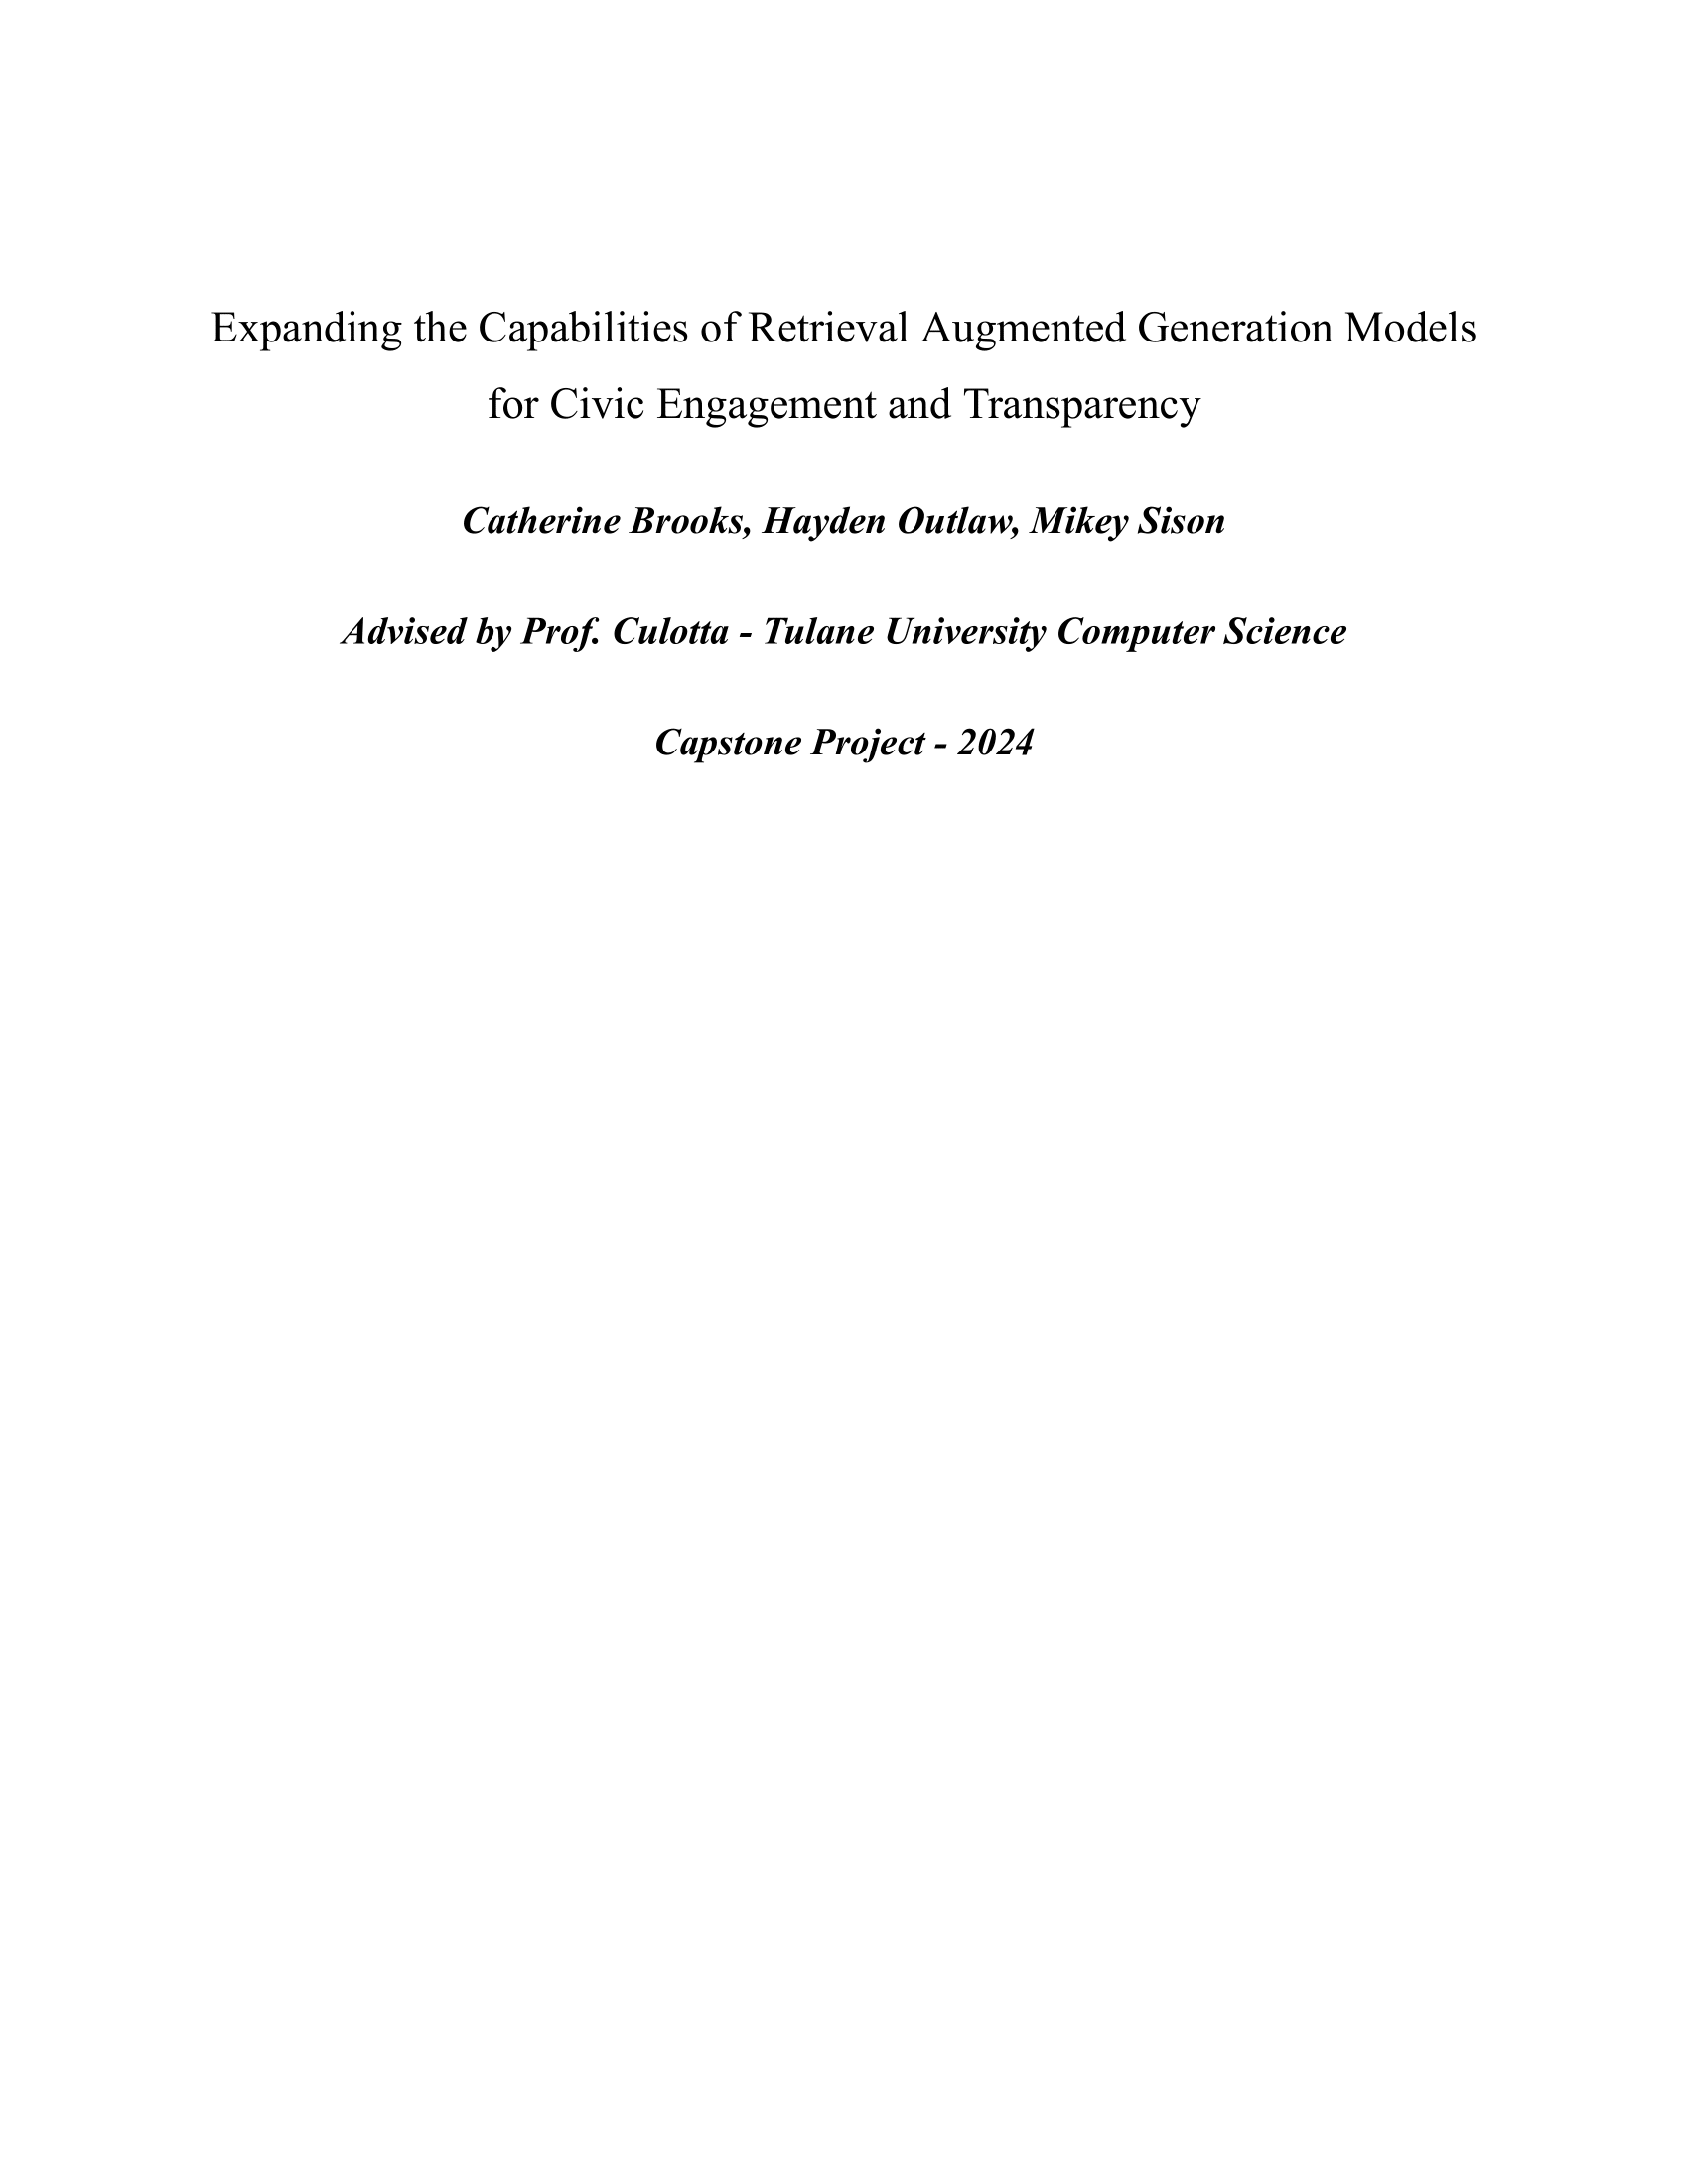 Expanding the Capabilities of Retrieval Augmented Generation Models
for Civic Engagement and Transparency
Catherine Brooks, Hayden Outlaw, Mikey Sison
Advised by Prof. Culotta - Tulane University Computer Science
Capstone Project - 2024